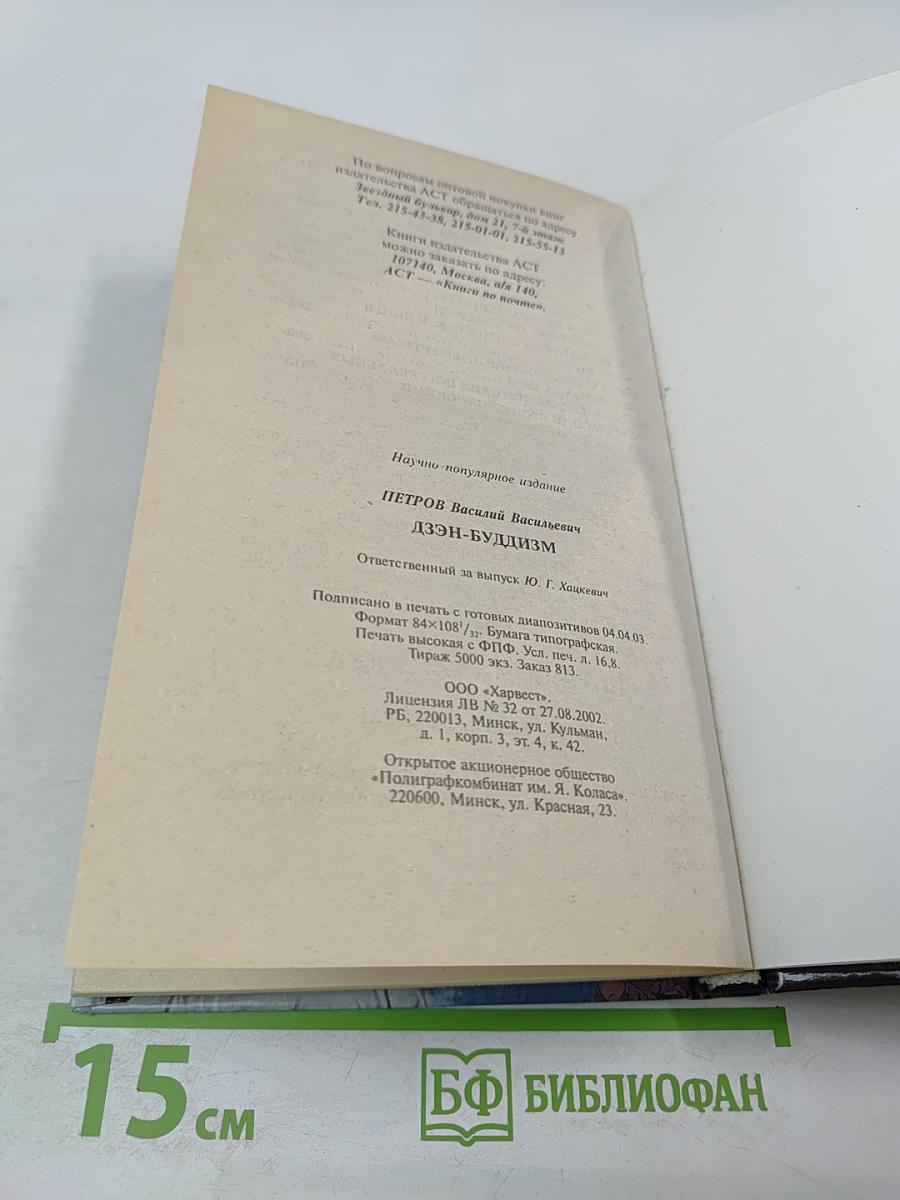 По вопросам оптовой покупки книг
издательства АСТ обращаться по адресу
Звездный бульвар, дом 21, 7-й этаж
Тел. 215-43-38, 215-01-01, 215-55-13
Книги издательства АСТ
можно заказать по адресу:
107140, Москва, а/я 140,
АСТ — «Книги по почте».
Научно-популярное издание
ПЕТРОВ Василий Васильевич
ДЗЭН-БУДДИЗМ
Ответственный за выпуск Ю. Г. Хацкевич
Подписано в печать с готовых диапозитивов 04.04.03.
Формат 84×108¹/₃₂. Бумага типографская.
Печать высокая с ФПФ. Усл. печ. л. 16,8.
Тираж 5000 экз. Заказ 813.
ООО «Харвест».
Лицензия ЛВ № 32 от 27.08.2002.
РБ, 220013, Минск, ул. Кульман,
д. 1, корп. 3, эт. 4, к. 42.
Открытое акционерное общество
«Полиграфкомбинат им. Я. Коласа».
220600, Минск, ул. Красная, 23.
15 см
БФ БИБЛИОФАН